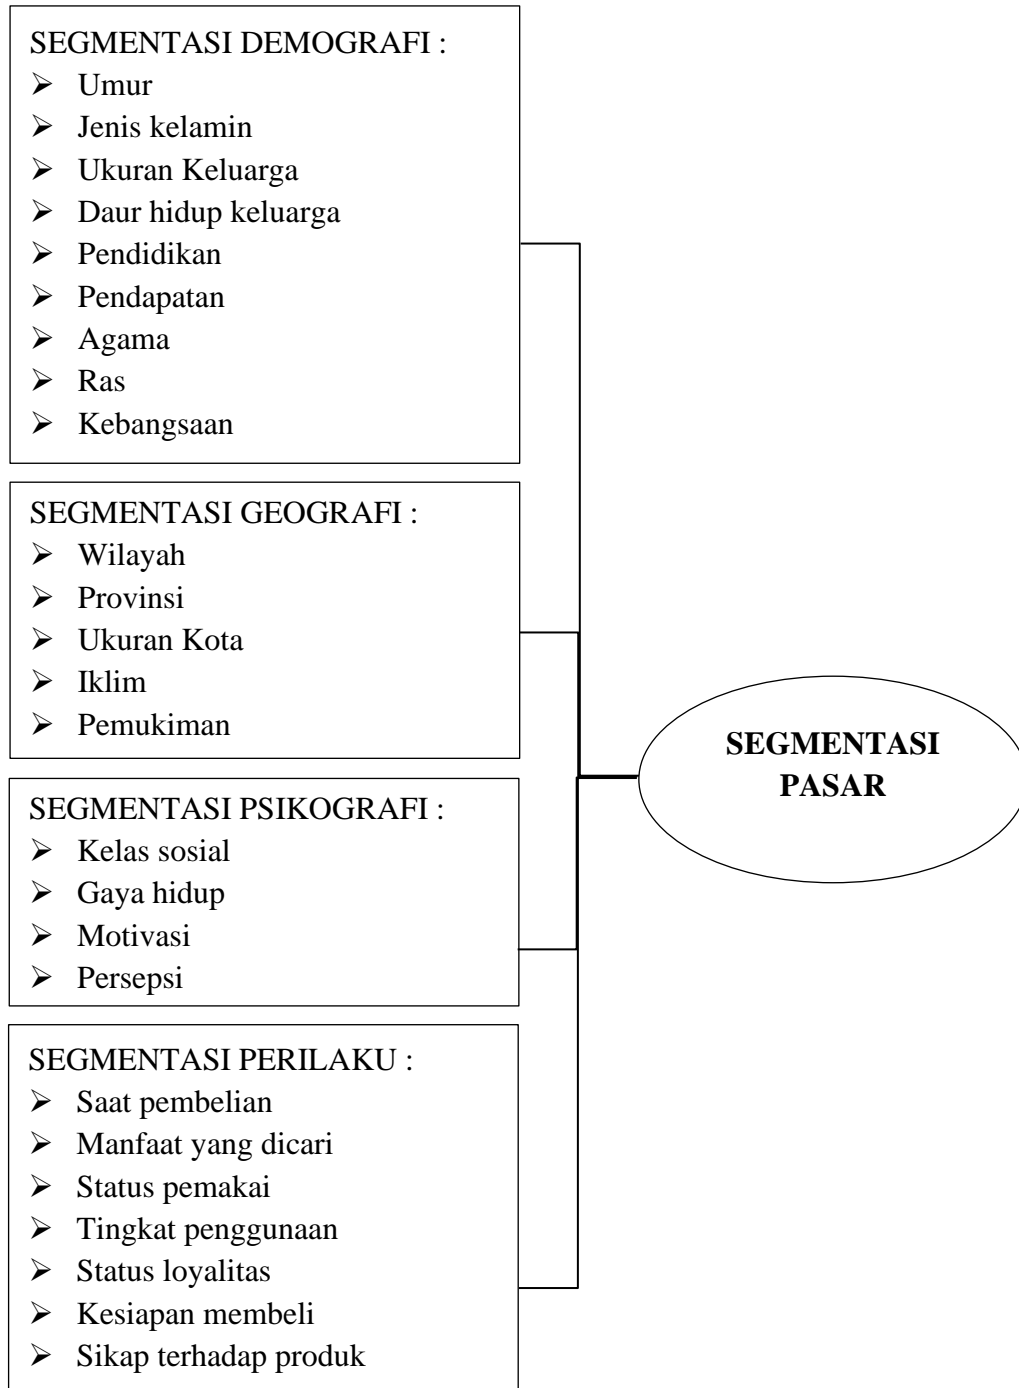 SEGMENTASI DEMOGRAFI :
➢ Umur
➢ Jenis kelamin
➢ Ukuran Keluarga
➢ Daur hidup keluarga
➢ Pendidikan
➢ Pendapatan
➢ Agama
➢ Ras
➢ Kebangsaan
SEGMENTASI GEOGRAFI :
➢ Wilayah
➢ Provinsi
➢ Ukuran Kota
➢ Iklim
➢ Pemukiman
SEGMENTASI PSIKOGRAFI :
➢ Kelas sosial
➢ Gaya hidup
➢ Motivasi
➢ Persepsi
SEGMENTASI PERILAKU :
➢ Saat pembelian
➢ Manfaat yang dicari
➢ Status pemakai
➢ Tingkat penggunaan
➢ Status loyalitas
➢ Kesiapan membeli
➢ Sikap terhadap produk
SEGMENTASI
PASAR